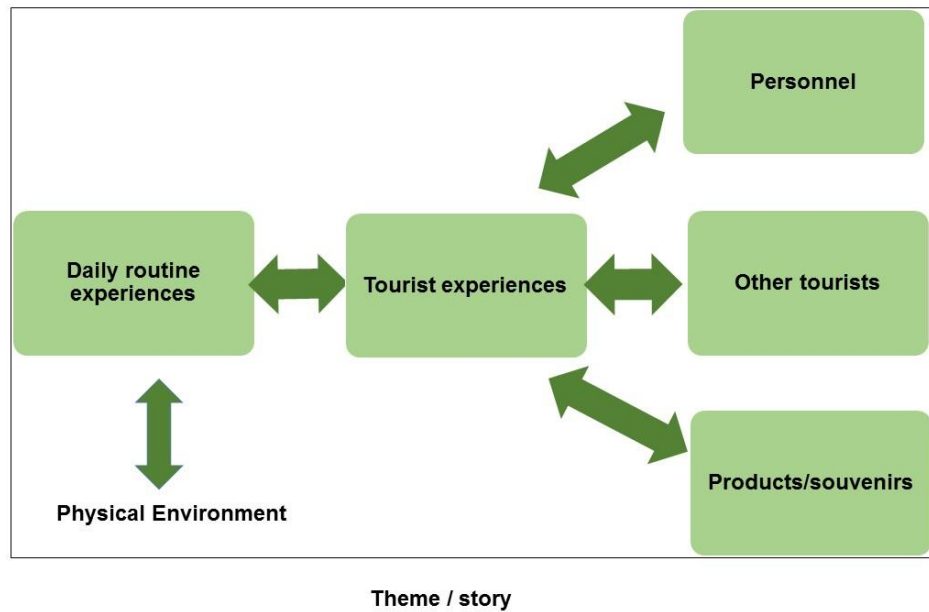 Personnel
Daily routine
experiences
Tourist experiences
Other tourists
Products/souvenirs
Physical Environment
Theme / story